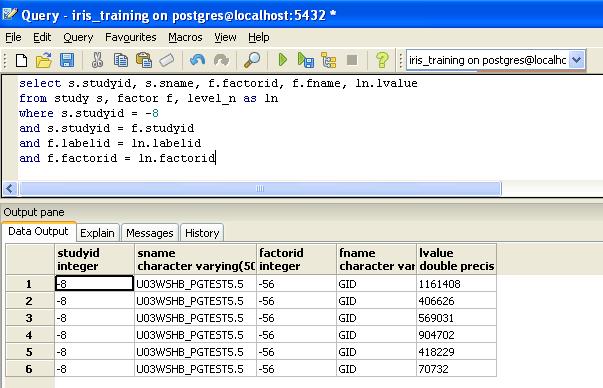 Query - iris_training on postgres@localhost:5432 *
File Edit Query Favourites Macros View Help
iris_training on postgres@localhc
select s.studyid, s.sname, f.factorid, f.fname, ln.lvalue
from study s, factor f, level_n as ln
where s.studyid = -8
and s.studyid = f.studyid
and f.labelid = ln.labelid
and f.factorid = ln.factorid
Output pane
Data Output Explain Messages History
studyid sname factorid fname lvalue
integer character varying(50 integer character var double precis
1 -8 U03WSHB_PGTEST5.5 -56 GID 1161408
2 -8 U03WSHB_PGTEST5.5 -56 GID 406626
3 -8 U03WSHB_PGTEST5.5 -56 GID 569031
4 -8 U03WSHB_PGTEST5.5 -56 GID 904702
5 -8 U03WSHB_PGTEST5.5 -56 GID 418229
6 -8 U03WSHB_PGTEST5.5 -56 GID 70732